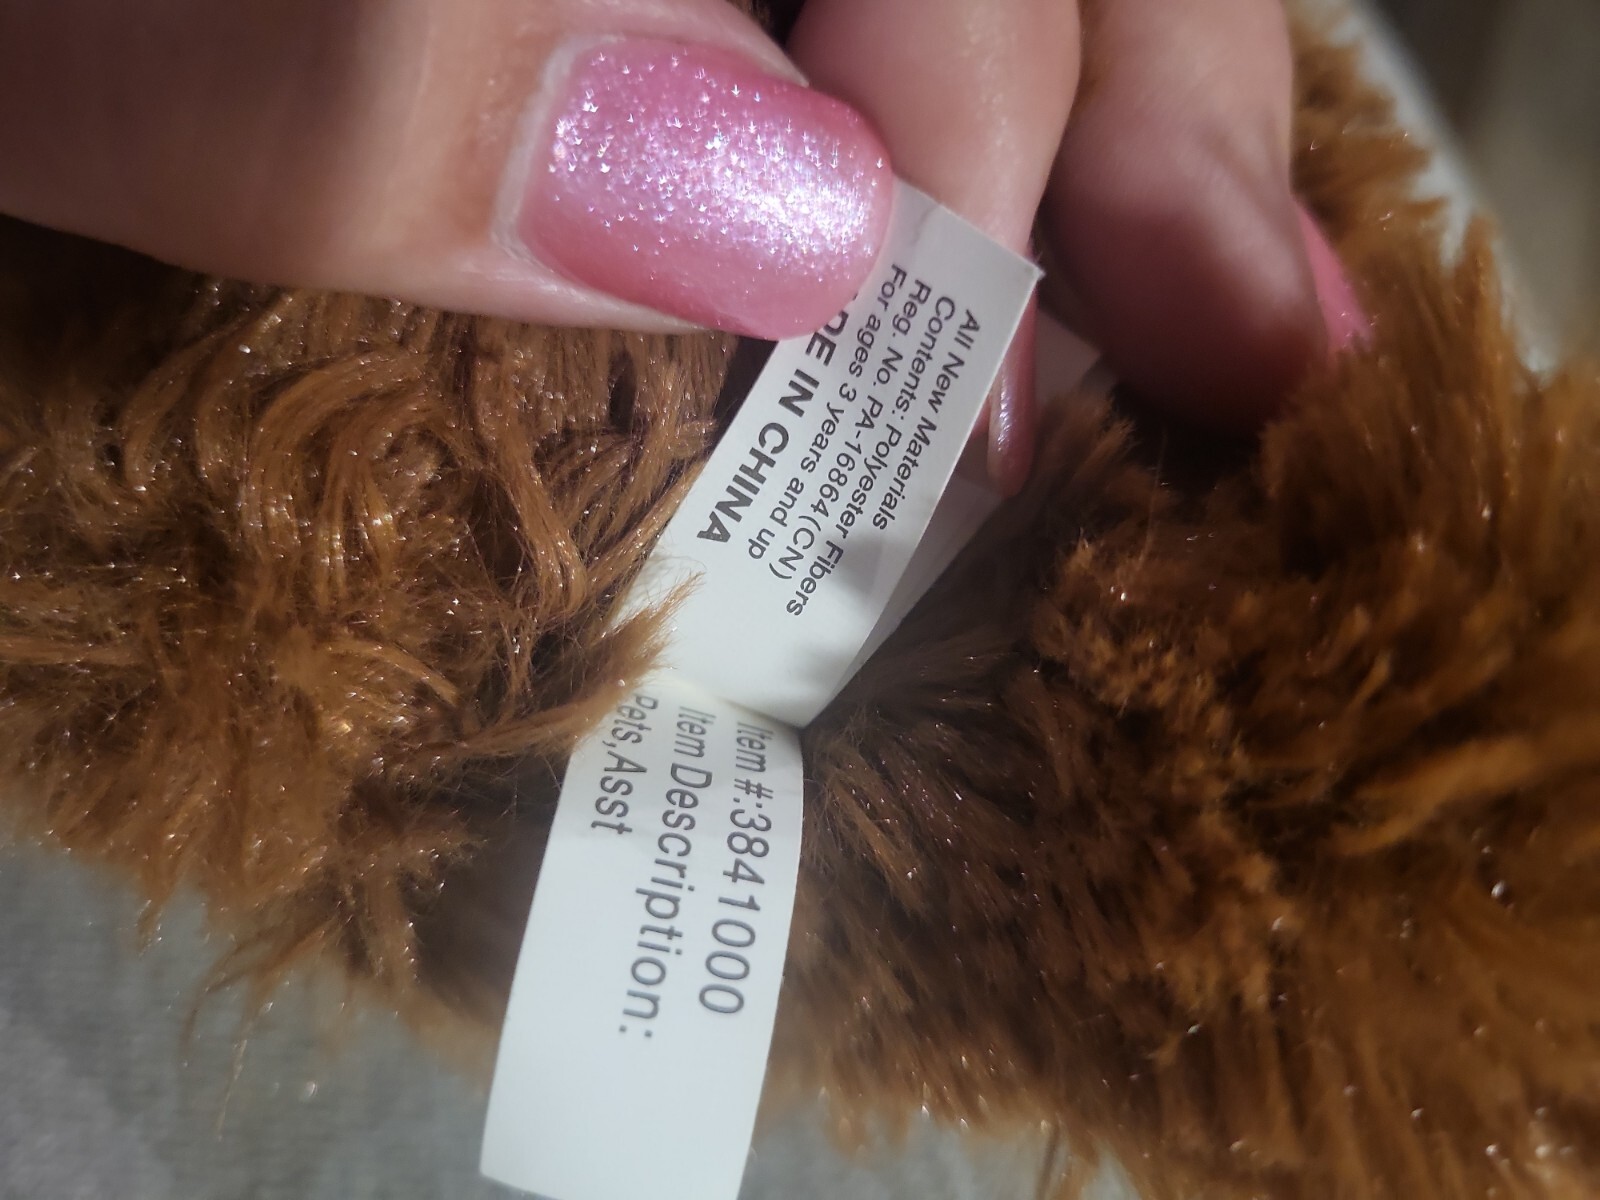 All New Materials
Contents: Polyester Fibers
Reg. No. PA-16864(CN)
For ages 3 years and up
DE IN CHINA
Item #:3841000
Item Description:
Pets,Asst